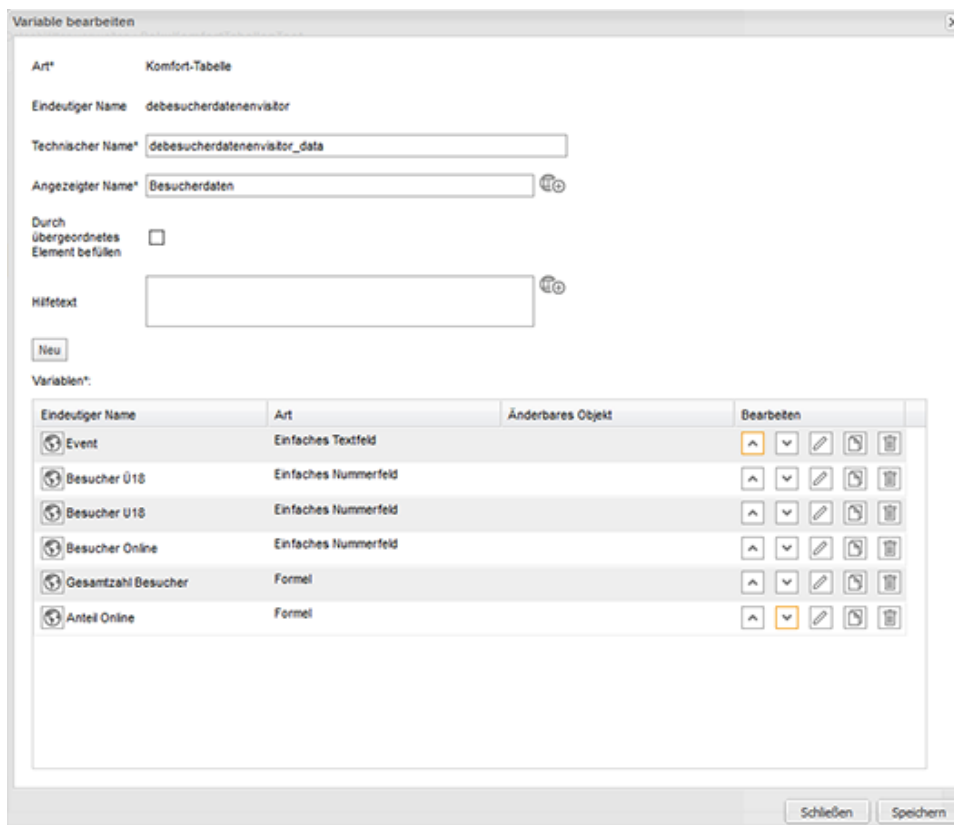 Variable bearbeiten
Art* Komfort-Tabelle
Eindeutiger Name debesucherdatenenvisitor
Technischer Name* debesucherdatenenvisitor_data
Angezeigter Name* Besucherdaten
Durch
übergeordnetes
Element befüllen
Hilfetext
Neu
Variablen*:
Eindeutiger Name Art Änderbares Objekt Bearbeiten
Event Einfaches Textfeld
Besucher Ü18 Einfaches Nummerfeld
Besucher U18 Einfaches Nummerfeld
Besucher Online Einfaches Nummerfeld
Gesamtzahl Besucher Formel
Anteil Online Formel
Schließen Speichern